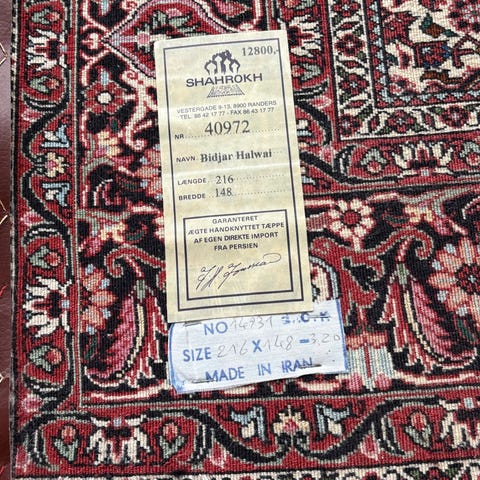 12800,-
SHAHROKH
VESTERGADE 9-13, 8900 RANDERS
TEL: 86 42 17 77 - FAX 86 43 17 77
NR. 40972
NAVN: Bidjar Halwai
LÆNGDE 216
BREDDE 148
GARANTERET
ÆGTE HÅNDKNYTTET TÆPPE
AF EGEN DIREKTE IMPORT
FRA PERSIEN
NO 14931 S.C.K
SIZE 216 X 148 - 3,20
MADE IN IRAN